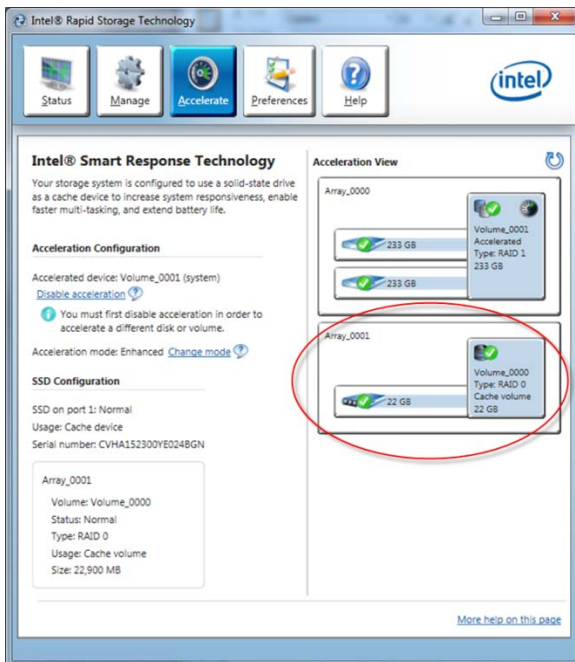 Intel® Rapid Storage Technology
Status
Manage
Accelerate
Preferences
Help
intel
Intel® Smart Response Technology
Your storage system is configured to use a solid-state drive
as a cache device to increase system responsiveness, enable
faster multi-tasking, and extend battery life.
Acceleration Configuration
Accelerated device: Volume_0001 (system)
Disable acceleration ?
You must first disable acceleration in order to
accelerate a different disk or volume.
Acceleration mode: Enhanced Change mode ?
SSD Configuration
SSD on port 1: Normal
Usage: Cache device
Serial number: CVHA152300YE024BGN
Array_0001
Volume: Volume_0000
Status: Normal
Type: RAID 0
Usage: Cache volume
Size: 22,900 MB
Acceleration View
Array_0000
233 GB
233 GB
Volume_0001
Accelerated
Type: RAID 1
233 GB
Array_0001
22 GB
Volume_0000
Type: RAID 0
Cache volume
22 GB
More help on this page